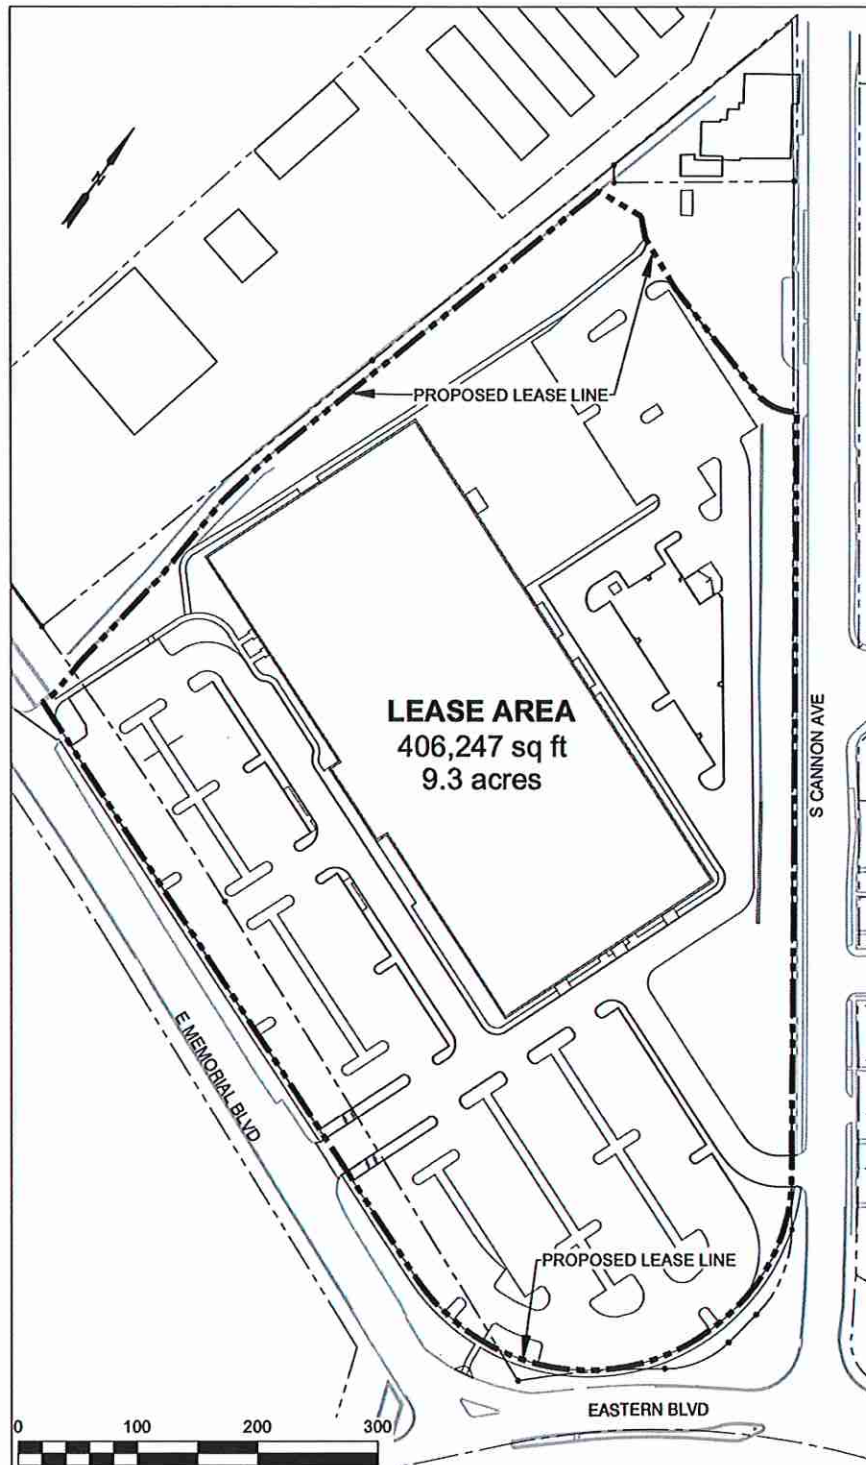 N
PROPOSED LEASE LINE
LEASE AREA
406,247 sq ft
9.3 acres
S CANNON AVE
E MEMORIAL BLVD
PROPOSED LEASE LINE
EASTERN BLVD
0 100 200 300